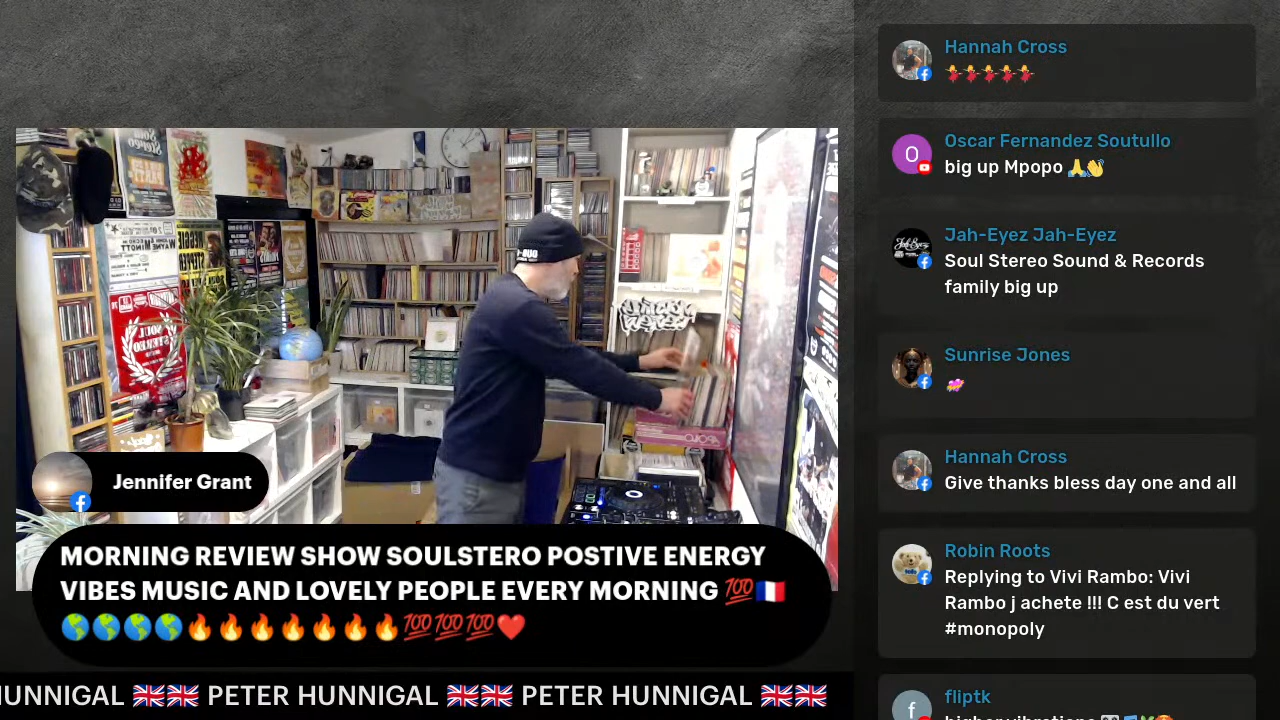 Hannah Cross
💃💃💃💃💃
Oscar Fernandez Soutullo
big up Mpopo 🙏👏
Jah-Eyez Jah-Eyez
Soul Stereo Sound & Records
family big up
Sunrise Jones
💝
Hannah Cross
Give thanks bless day one and all
Robin Roots
Replying to Vivi Rambo: Vivi
Rambo j achete !!! C est du vert
#monopoly
fliptk
Jennifer Grant
MORNING REVIEW SHOW SOULSTERO POSTIVE ENERGY
VIBES MUSIC AND LOVELY PEOPLE EVERY MORNING 💯🇫🇷
🌎🌎🌎🌎🔥🔥🔥🔥🔥🔥🔥💯💯💯❤️
HUNNIGAL 🇬🇧🇬🇧 PETER HUNNIGAL 🇬🇧🇬🇧 PETER HUNNIGAL 🇬🇧🇬🇧
SOUL
STEREO